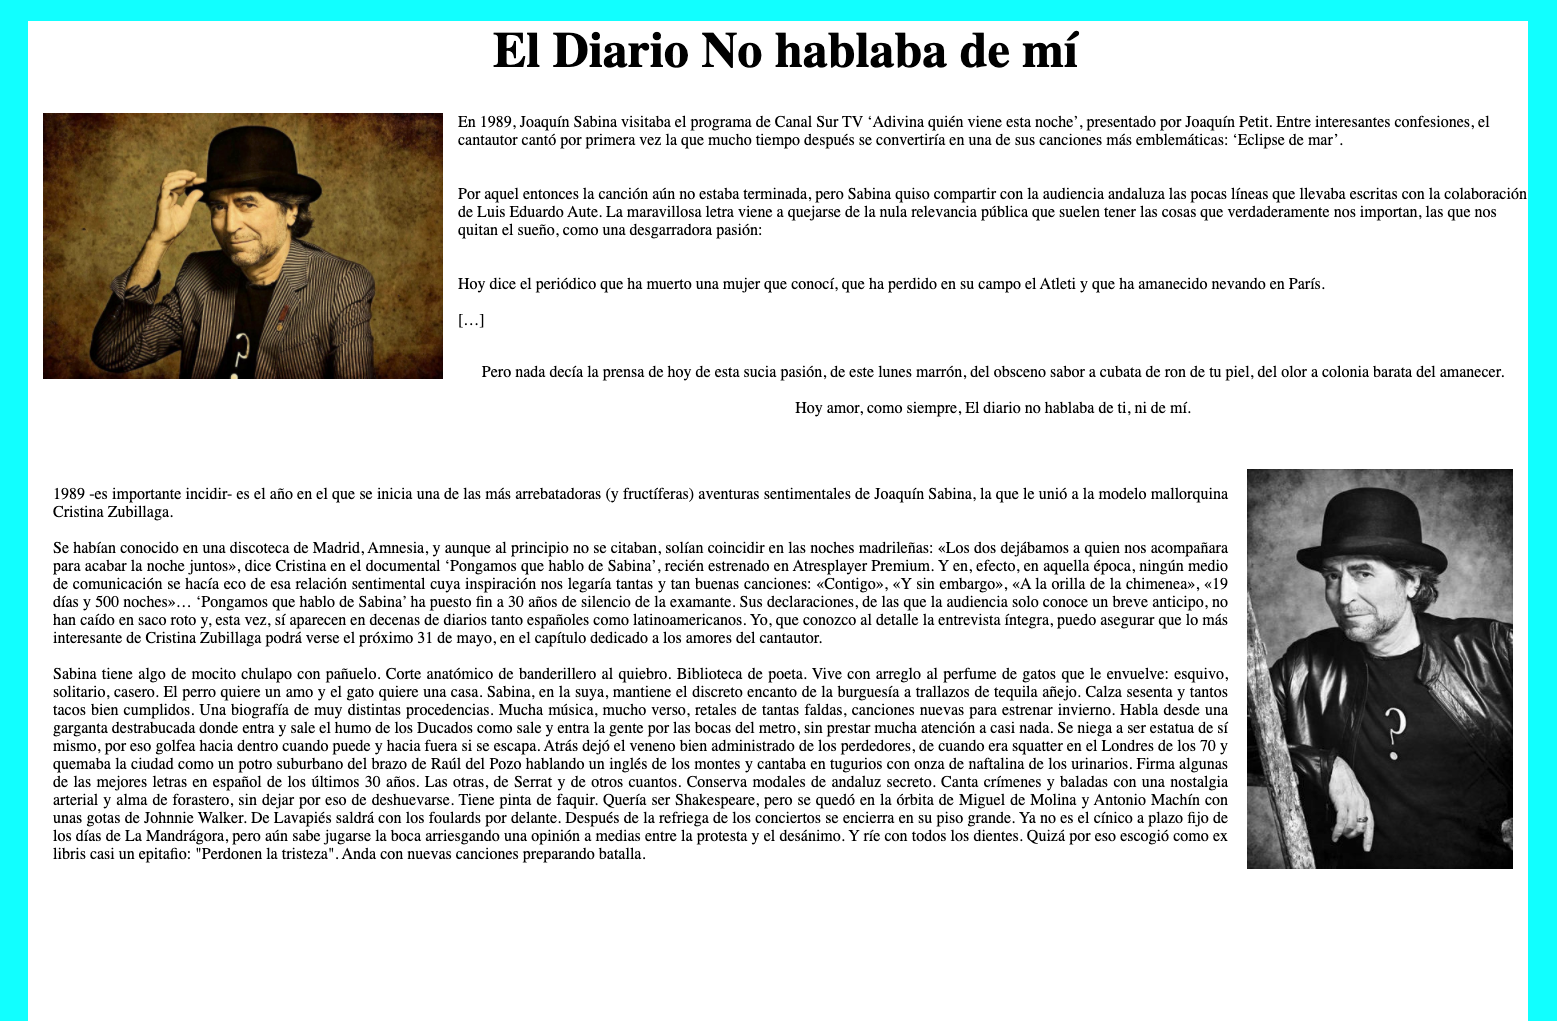 El Diario No hablaba de mí
En 1989, Joaquín Sabina visitaba el programa de Canal Sur TV ‘Adivina quién viene esta noche’, presentado por Joaquín Petit. Entre interesantes confesiones, el
cantautor cantó por primera vez la que mucho tiempo después se convertiría en una de sus canciones más emblemáticas: ‘Eclipse de mar’.
Por aquel entonces la canción aún no estaba terminada, pero Sabina quiso compartir con la audiencia andaluza las pocas líneas que llevaba escritas con la colaboración
de Luis Eduardo Aute. La maravillosa letra viene a quejarse de la nula relevancia pública que suelen tener las cosas que verdaderamente nos importan, las que nos
quitan el sueño, como una desgarradora pasión:
Hoy dice el periódico que ha muerto una mujer que conocí, que ha perdido en su campo el Atleti y que ha amanecido nevando en París.
[…]
Pero nada decía la prensa de hoy de esta sucia pasión, de este lunes marrón, del obsceno sabor a cubata de ron de tu piel, del olor a colonia barata del amanecer.
Hoy amor, como siempre, El diario no hablaba de ti, ni de mí.
1989 -es importante incidir- es el año en el que se inicia una de las más arrebatadoras (y fructíferas) aventuras sentimentales de Joaquín Sabina, la que le unió a la modelo mallorquina
Cristina Zubillaga.
Se habían conocido en una discoteca de Madrid, Amnesia, y aunque al principio no se citaban, solían coincidir en las noches madrileñas: «Los dos dejábamos a quien nos acompañara
para acabar la noche juntos», dice Cristina en el documental ‘Pongamos que hablo de Sabina’, recién estrenado en Atresplayer Premium. Y en, efecto, en aquella época, ningún medio
de comunicación se hacía eco de esa relación sentimental cuya inspiración nos legaría tantas y tan buenas canciones: «Contigo», «Y sin embargo», «A la orilla de la chimenea», «19
días y 500 noches»… ‘Pongamos que hablo de Sabina’ ha puesto fin a 30 años de silencio de la examante. Sus declaraciones, de las que la audiencia solo conoce un breve anticipo, no
han caído en saco roto y, esta vez, sí aparecen en decenas de diarios tanto españoles como latinoamericanos. Yo, que conozco al detalle la entrevista íntegra, puedo asegurar que lo más
interesante de Cristina Zubillaga podrá verse el próximo 31 de mayo, en el capítulo dedicado a los amores del cantautor.
Sabina tiene algo de mocito chulapo con pañuelo. Corte anatómico de banderillero al quiebro. Biblioteca de poeta. Vive con arreglo al perfume de gatos que le envuelve: esquivo,
solitario, casero. El perro quiere un amo y el gato quiere una casa. Sabina, en la suya, mantiene el discreto encanto de la burguesía a trallazos de tequila añejo. Calza sesenta y tantos
tacos bien cumplidos. Una biografía de muy distintas procedencias. Mucha música, mucho verso, retales de tantas faldas, canciones nuevas para estrenar invierno. Habla desde una
garganta destrabucada donde entra y sale el humo de los Ducados como sale y entra la gente por las bocas del metro, sin prestar mucha atención a casi nada. Se niega a ser estatua de sí
mismo, por eso golfea hacia dentro cuando puede y hacia fuera si se escapa. Atrás dejó el veneno bien administrado de los perdedores, de cuando era squatter en el Londres de los 70 y
quemaba la ciudad como un potro suburbano del brazo de Raúl del Pozo hablando un inglés de los montes y cantaba en tugurios con onza de naftalina de los urinarios. Firma algunas
de las mejores letras en español de los últimos 30 años. Las otras, de Serrat y de otros cuantos. Conserva modales de andaluz secreto. Canta crímenes y baladas con una nostalgia
arterial y alma de forastero, sin dejar por eso de deshuevarse. Tiene pinta de faquir. Quería ser Shakespeare, pero se quedó en la órbita de Miguel de Molina y Antonio Machín con
unas gotas de Johnnie Walker. De Lavapiés saldrá con los foulards por delante. Después de la refriega de los conciertos se encierra en su piso grande. Ya no es el cínico a plazo fijo de
los días de La Mandrágora, pero aún sabe jugarse la boca arriesgando una opinión a medias entre la protesta y el desánimo. Y ríe con todos los dientes. Quizá por eso escogió como ex
libris casi un epitafio: "Perdonen la tristeza". Anda con nuevas canciones preparando batalla.